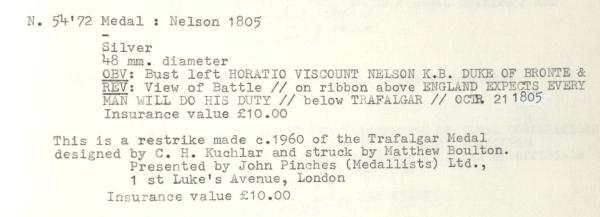 N. 54'72 Medal : Nelson 1805
-
Silver
48 mm. diameter
OBV: Bust left HORATIO VISCOUNT NELSON K.B. DUKE OF BRONTE &
REV: View of Battle // on ribbon above ENGLAND EXPECTS EVERY
MAN WILL DO HIS DUTY // below TRAFALGAR // OCTR. 21 1805
Insurance value £10.00
This is a restrike made c.1960 of the Trafalgar Medal
designed by C. H. Kuchlar and struck by Matthew Boulton.
Presented by John Pinches (Medallists) Ltd.,
1 st Luke's Avenue, London
Insurance value £10.00